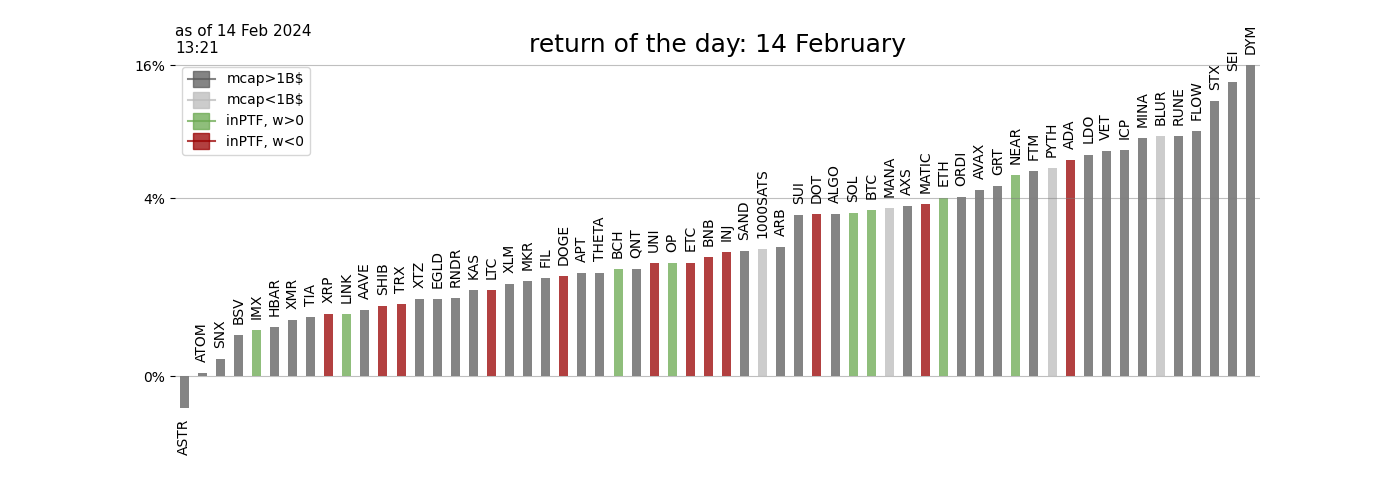 as of 14 Feb 2024
13:21
return of the day: 14 February
16%
4%
0%
mcap>1B$
mcap<1B$
inPTF, w>0
inPTF, w<0
ASTR
ATOM
SNX
BSV
IMX
HBAR
XMR
TIA
XRP
LINK
AAVE
SHIB
TRX
XTZ
EGLD
RNDR
KAS
LTC
XLM
MKR
FIL
DOGE
APT
THETA
BCH
QNT
UNI
OP
ETC
BNB
INJ
SAND
1000SATS
ARB
SUI
DOT
ALGO
SOL
BTC
MANA
AXS
MATIC
ETH
ORDI
AVAX
GRT
NEAR
FTM
PYTH
ADA
LDO
VET
ICP
MINA
BLUR
RUNE
FLOW
STX
SEI
DYM